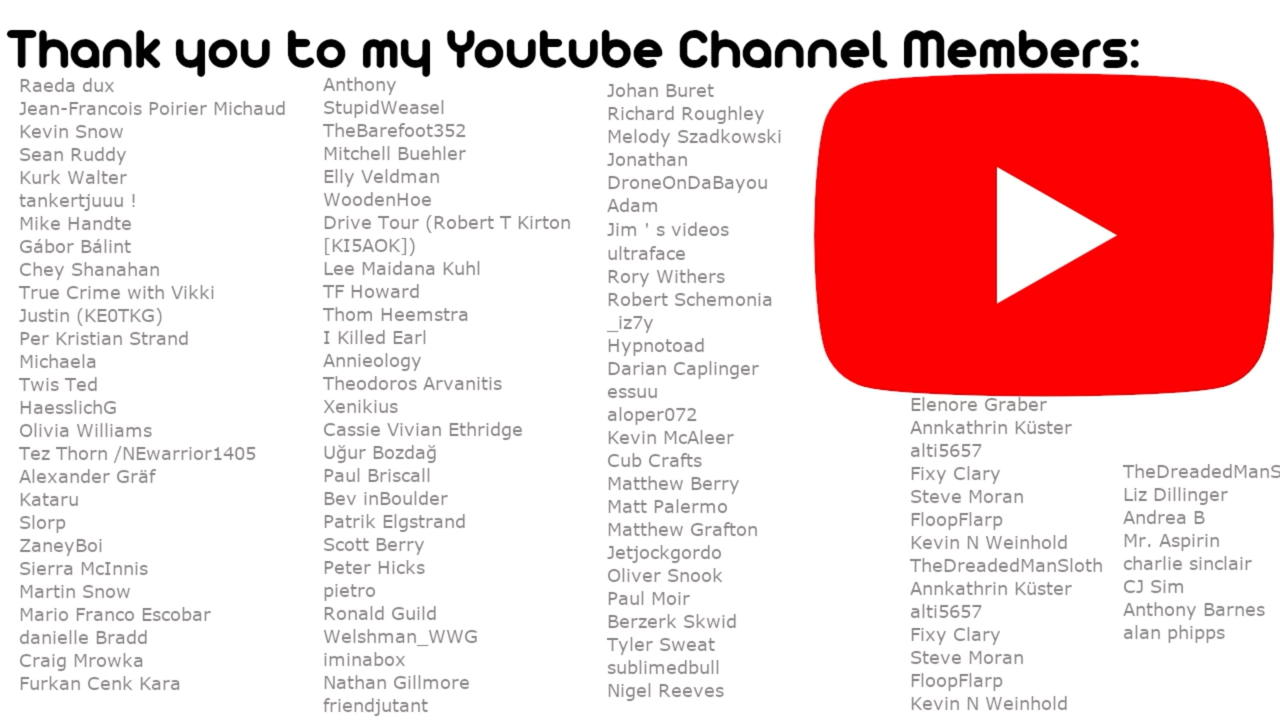 Thank you to my Youtube Channel Members:
Raeda dux
Jean-Francois Poirier Michaud
Kevin Snow
Sean Ruddy
Kurk Walter
tankertjuuu !
Mike Handte
Gábor Bálint
Chey Shanahan
True Crime with Vikki
Justin (KE0TKG)
Per Kristian Strand
Michaela
Twis Ted
HaesslichG
Olivia Williams
Tez Thorn /NEwarrior1405
Alexander Gräf
Kataru
Slorp
ZaneyBoi
Sierra McInnis
Martin Snow
Mario Franco Escobar
danielle Bradd
Craig Mrowka
Furkan Cenk Kara
Anthony
StupidWeasel
TheBarefoot352
Mitchell Buehler
Elly Veldman
WoodenHoe
Drive Tour (Robert T Kirton
[KI5AOK])
Lee Maidana Kuhl
TF Howard
Thom Heemstra
I Killed Earl
Annieology
Theodoros Arvanitis
Xenikius
Cassie Vivian Ethridge
Uğur Bozdağ
Paul Briscall
Bev inBoulder
Patrik Elgstrand
Scott Berry
Peter Hicks
pietro
Ronald Guild
Welshman_WWG
iminabox
Nathan Gillmore
friendjutant
Johan Buret
Richard Roughley
Melody Szadkowski
Jonathan
DroneOnDaBayou
Adam
Jim ' s videos
ultraface
Rory Withers
Robert Schemonia
_iz7y
Hypnotoad
Darian Caplinger
essuu
aloper072
Kevin McAleer
Cub Crafts
Matthew Berry
Matt Palermo
Matthew Grafton
Jetjockgordo
Oliver Snook
Paul Moir
Berzerk Skwid
Tyler Sweat
sublimedbull
Nigel Reeves
Elenore Graber
Annkathrin Küster
alti5657
Fixy Clary
Steve Moran
FloopFlarp
Kevin N Weinhold
TheDreadedManSloth
Annkathrin Küster
alti5657
Fixy Clary
Steve Moran
FloopFlarp
Kevin N Weinhold
TheDreadedManS
Liz Dillinger
Andrea B
Mr. Aspirin
charlie sinclair
CJ Sim
Anthony Barnes
alan phipps